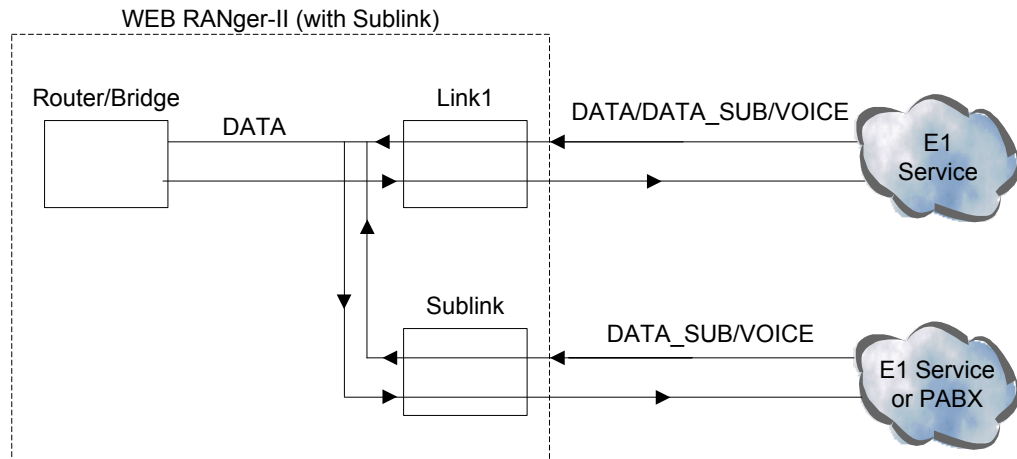 WEB RANger-II (with Sublink)
Router/Bridge
Link1
DATA
DATA/DATA_SUB/VOICE
E1
Service
Sublink
DATA_SUB/VOICE
E1 Service
or PABX